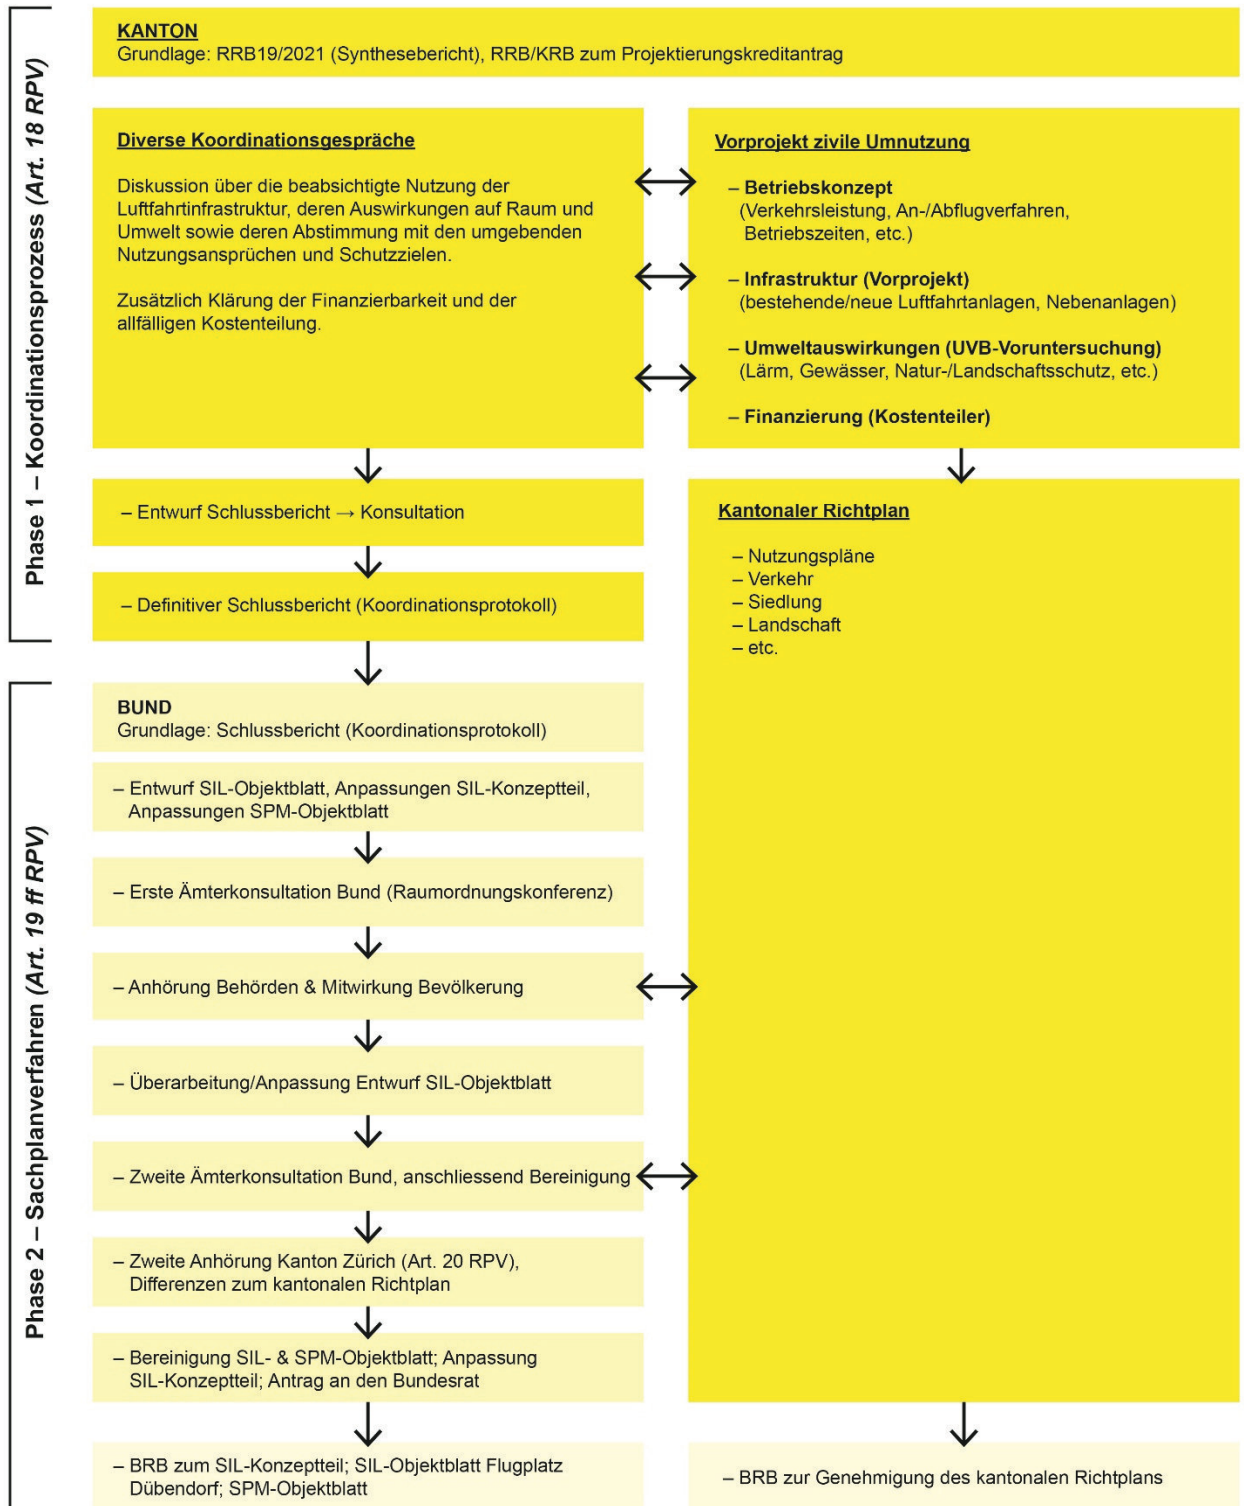 Phase 1 – Koordinationsprozess (Art. 18 RPV)
KANTON
Grundlage: RRB19/2021 (Synthesebericht), RRB/KRB zum Projektierungskreditantrag
Diverse Koordinationsgespräche
Diskussion über die beabsichtigte Nutzung der
Luftfahrtinfrastruktur, deren Auswirkungen auf Raum und
Umwelt sowie deren Abstimmung mit den umgebenden
Nutzungsansprüchen und Schutzzielen.
Zusätzlich Klärung der Finanzierbarkeit und der
allfälligen Kostenteilung.
Vorprojekt zivile Umnutzung
– Betriebskonzept
(Verkehrsleistung, An-/Abflugverfahren,
Betriebszeiten, etc.)
– Infrastruktur (Vorprojekt)
(bestehende/neue Luftfahrtanlagen, Nebenanlagen)
– Umweltauswirkungen (UVB-Voruntersuchung)
(Lärm, Gewässer, Natur-/Landschaftsschutz, etc.)
– Finanzierung (Kostenteiler)
– Entwurf Schlussbericht → Konsultation
– Definitiver Schlussbericht (Koordinationsprotokoll)
Kantonaler Richtplan
– Nutzungspläne
– Verkehr
– Siedlung
– Landschaft
– etc.
Phase 2 – Sachplanverfahren (Art. 19 ff RPV)
BUND
Grundlage: Schlussbericht (Koordinationsprotokoll)
– Entwurf SIL-Objektblatt, Anpassungen SIL-Konzeptteil,
Anpassungen SPM-Objektblatt
– Erste Ämterkonsultation Bund (Raumordnungskonferenz)
– Anhörung Behörden & Mitwirkung Bevölkerung
– Überarbeitung/Anpassung Entwurf SIL-Objektblatt
– Zweite Ämterkonsultation Bund, anschliessend Bereinigung
– Zweite Anhörung Kanton Zürich (Art. 20 RPV),
Differenzen zum kantonalen Richtplan
– Bereinigung SIL- & SPM-Objektblatt; Anpassung
SIL-Konzeptteil; Antrag an den Bundesrat
– BRB zum SIL-Konzeptteil; SIL-Objektblatt Flugplatz
Dübendorf; SPM-Objektblatt
– BRB zur Genehmigung des kantonalen Richtplans